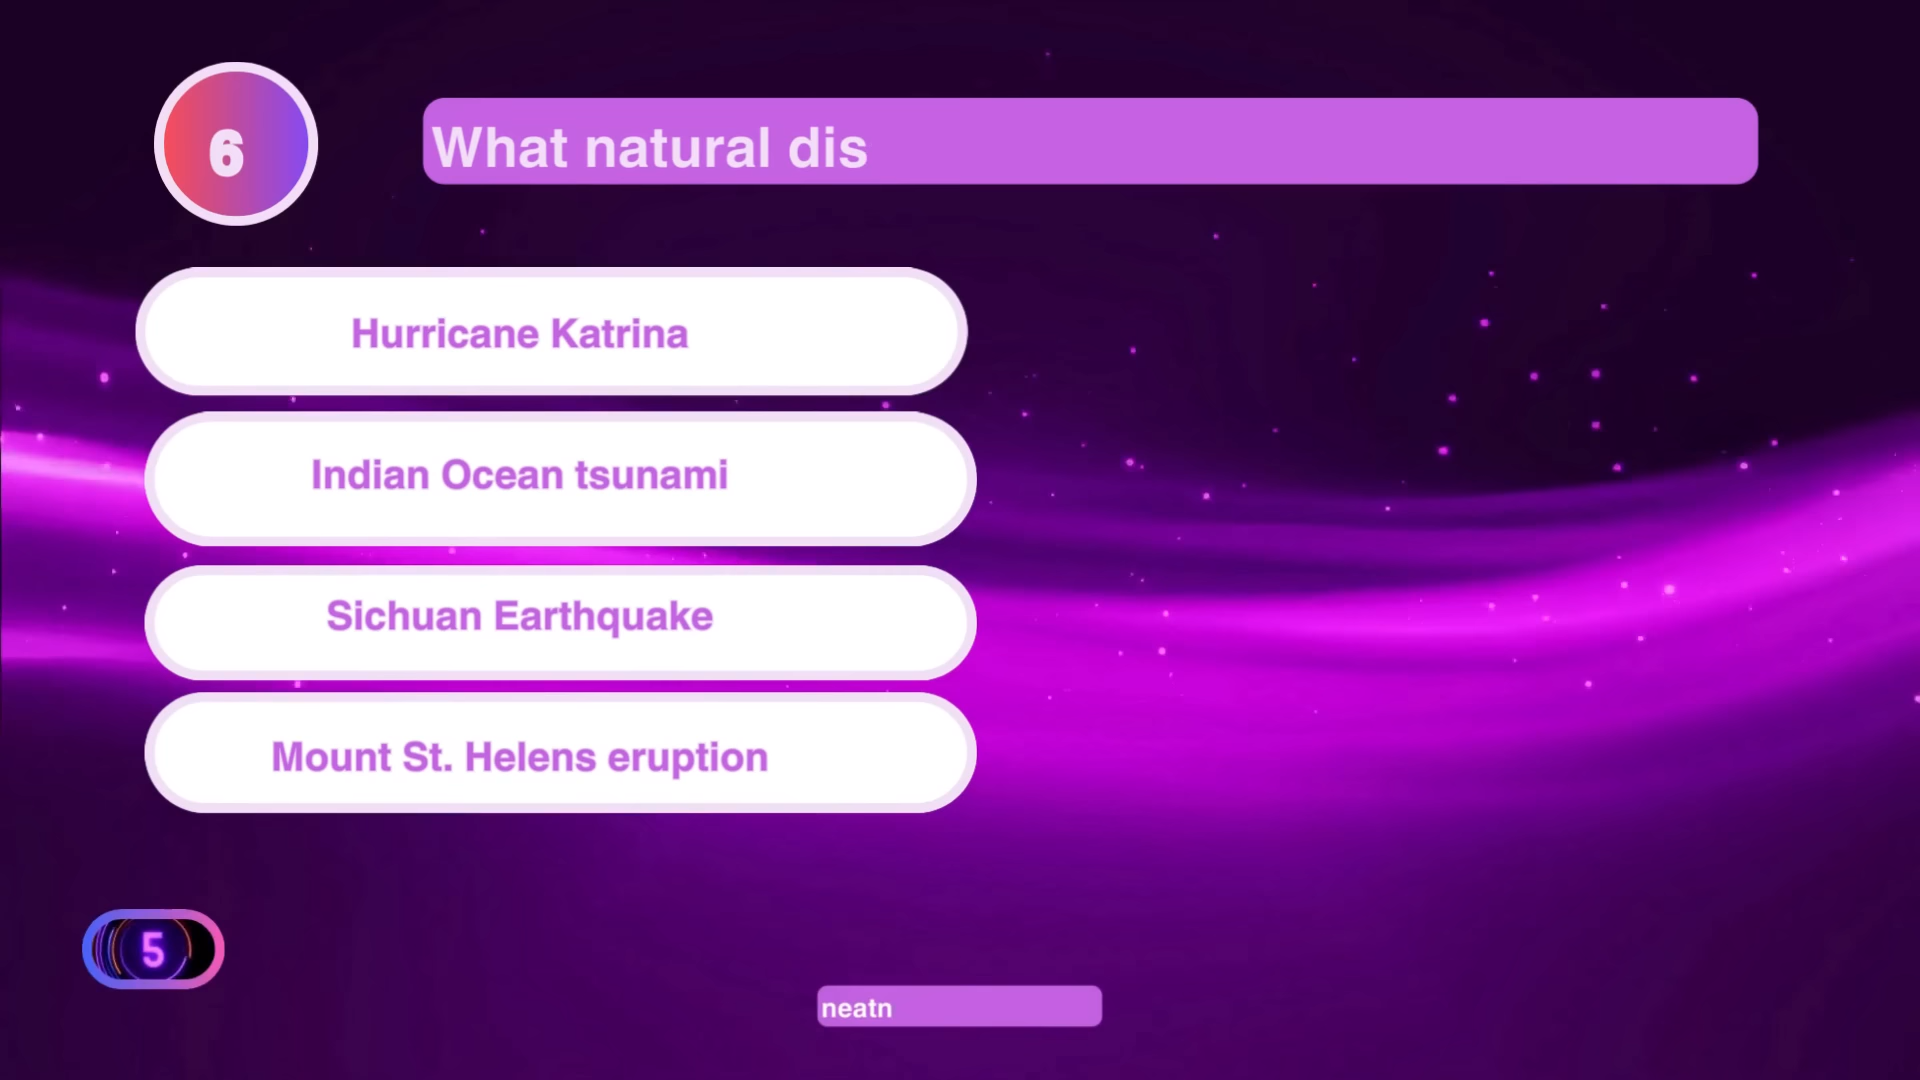 6
What natural dis
Hurricane Katrina
Indian Ocean tsunami
Sichuan Earthquake
Mount St. Helens eruption
5
neatn